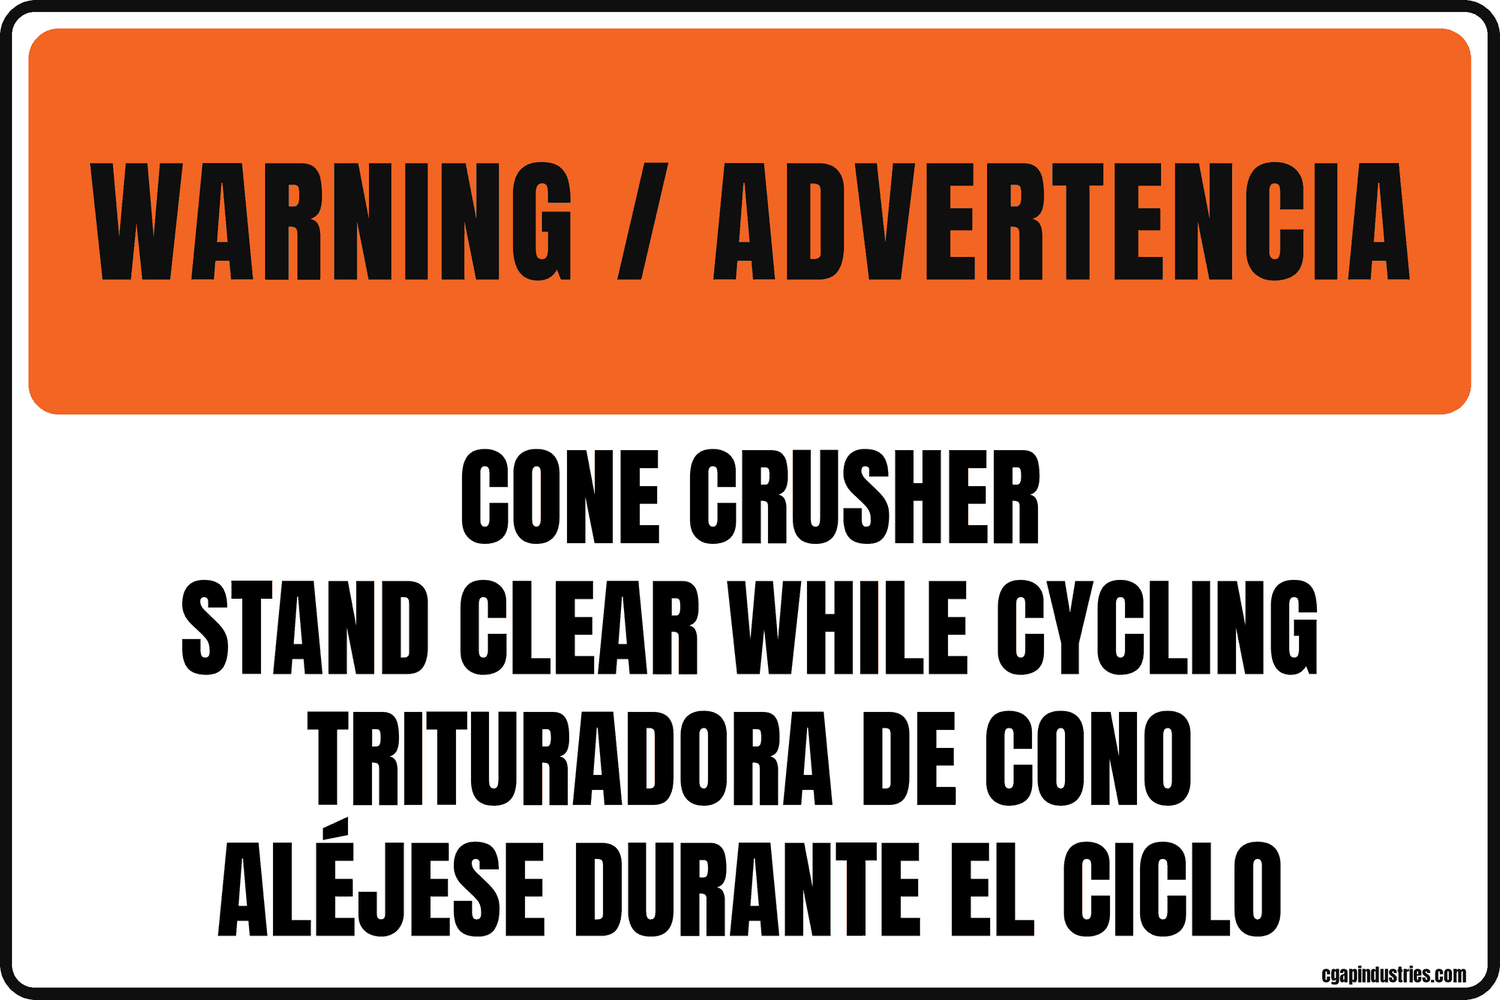 WARNING / ADVERTENCIA
CONE CRUSHER
STAND CLEAR WHILE CYCLING
TRITURADORA DE CONO
ALÉJESE DURANTE EL CICLO
cgapindustries.com